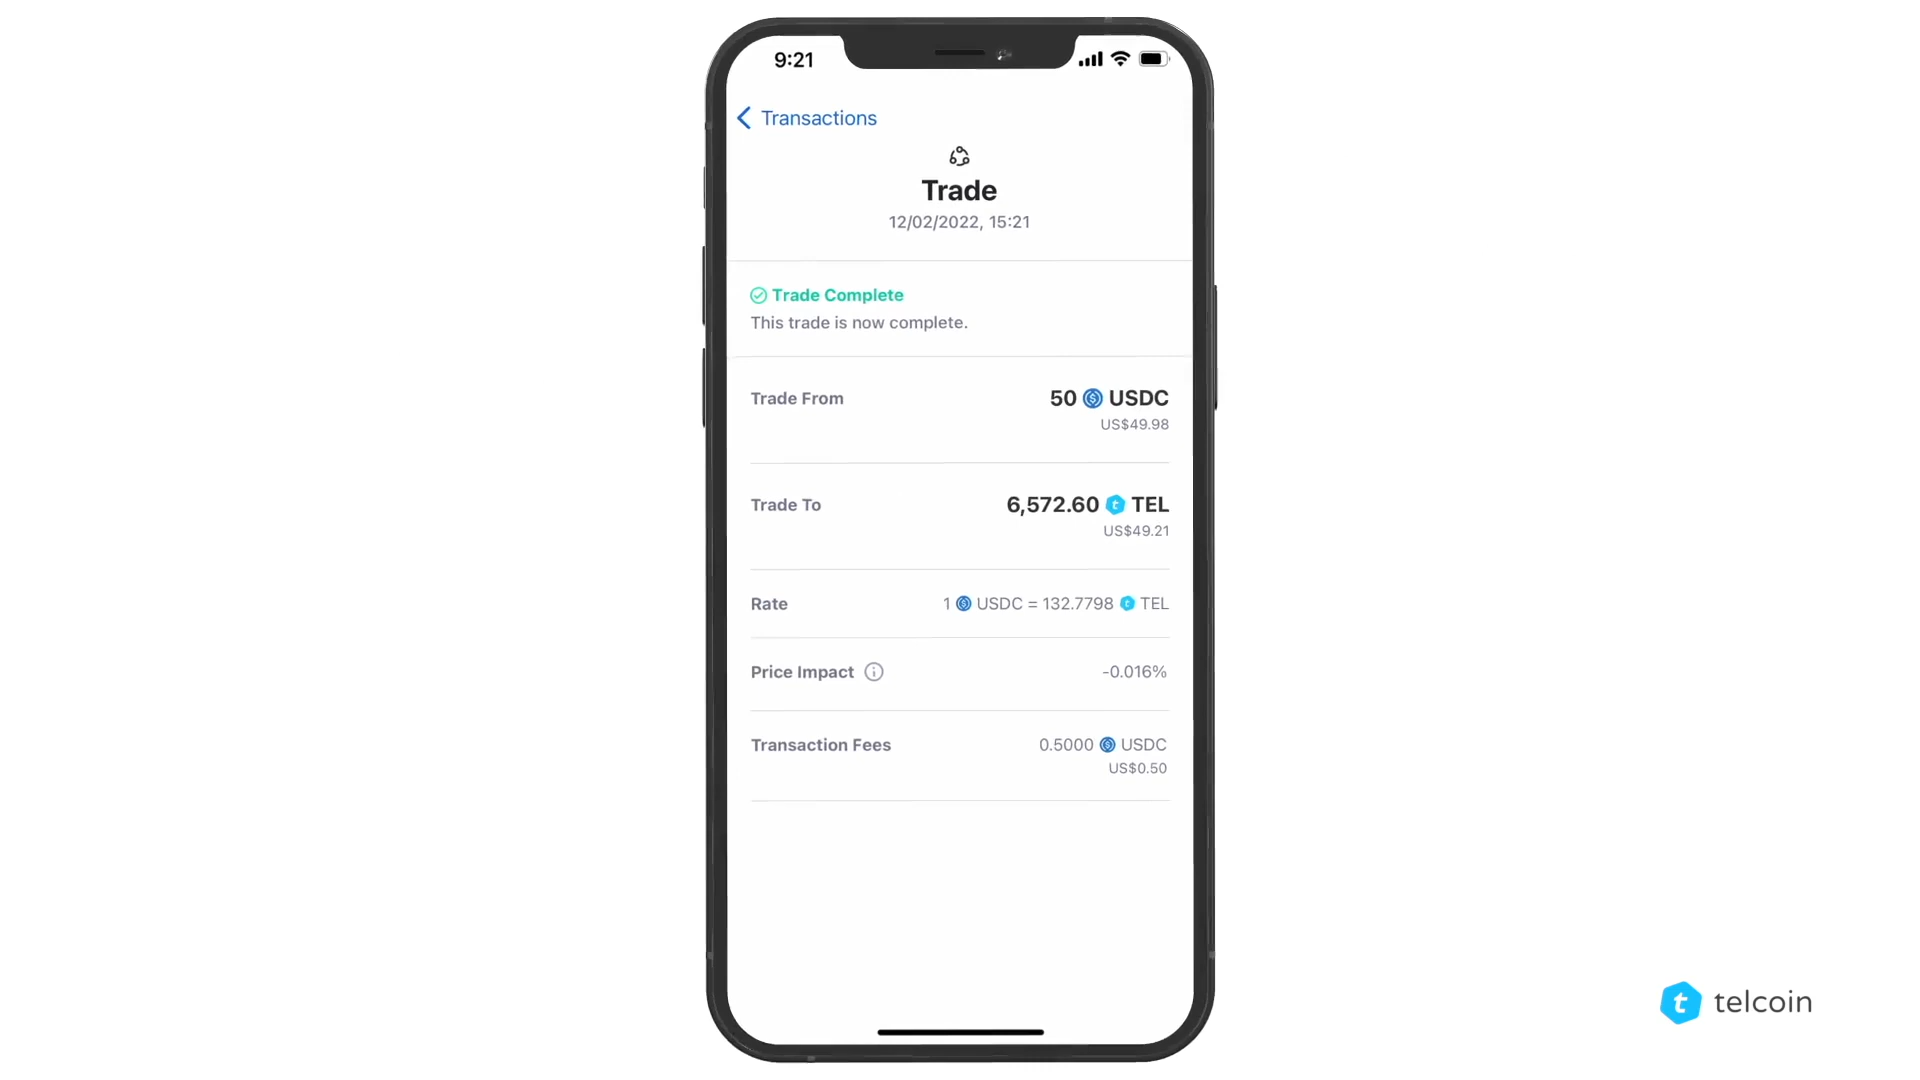 9:21
Transactions
Trade
12/02/2022, 15:21
Trade Complete
This trade is now complete.
Trade From
50 USDC
US$49.98
Trade To
6,572.60 TEL
US$49.21
Rate
1 USDC = 132.7798 TEL
Price Impact
-0.016%
Transaction Fees
0.5000 USDC
US$0.50
telcoin